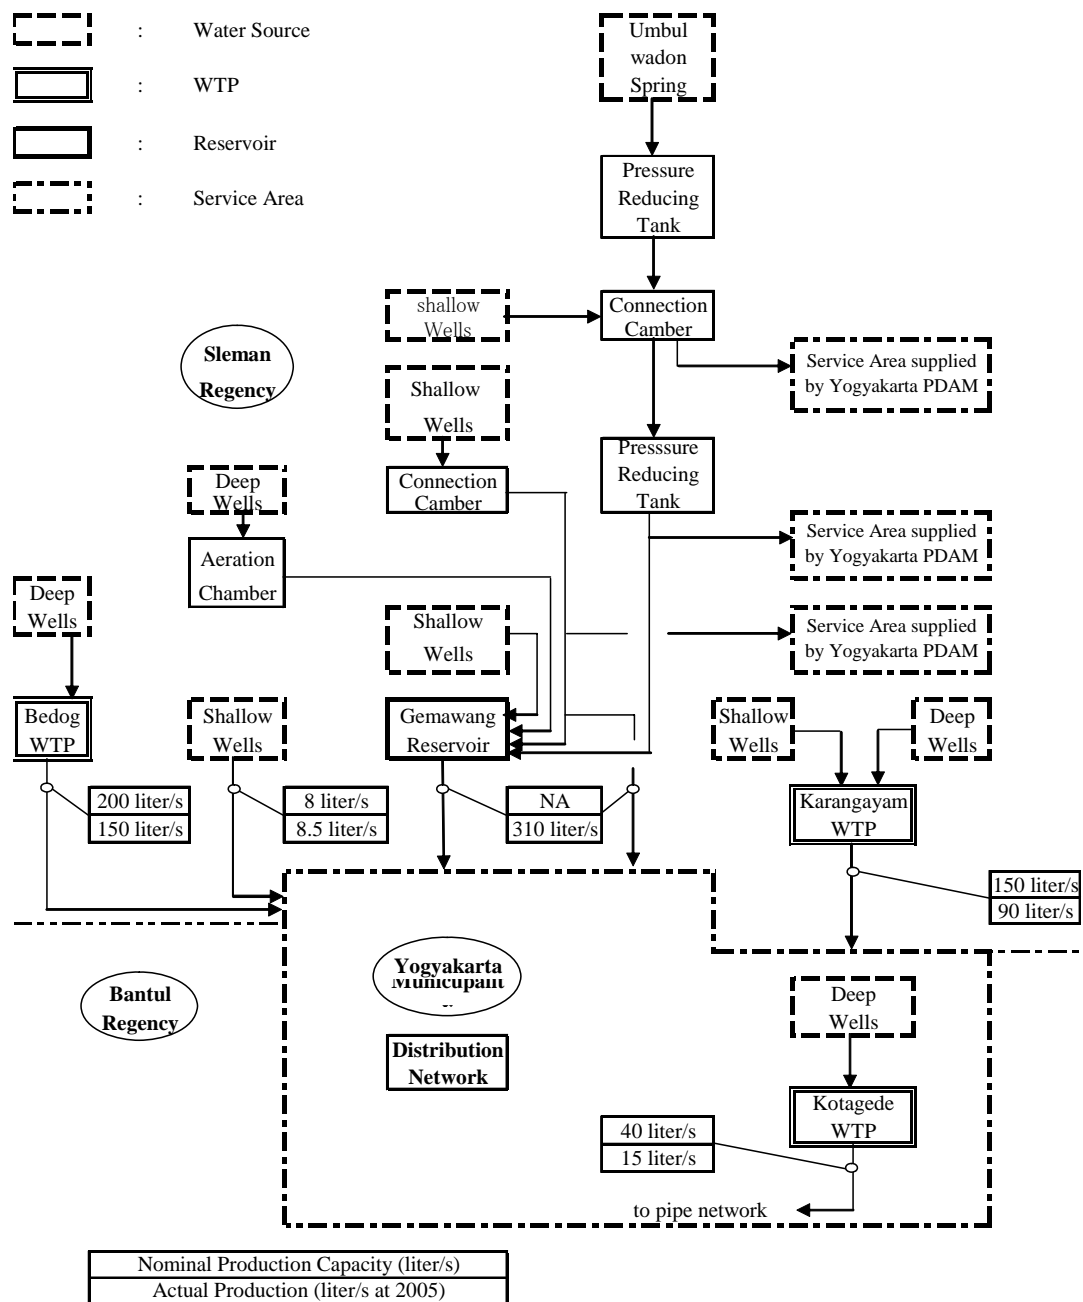 : Water Source
: WTP
: Reservoir
: Service Area
Umbul
wadon
Spring
Pressure
Reducing
Tank
shallow
Wells
Connection
Camber
Sleman
Regency
Service Area supplied
by Yogyakarta PDAM
Shallow
Wells
Presssure
Reducing
Tank
Connection
Camber
Deep
Wells
Service Area supplied
by Yogyakarta PDAM
Aeration
Chamber
Deep
Wells
Shallow
Wells
Service Area supplied
by Yogyakarta PDAM
Bedog
WTP
Shallow
Wells
Gemawang
Reservoir
Shallow
Wells
Deep
Wells
200 liter/s
150 liter/s
8 liter/s
8.5 liter/s
NA
310 liter/s
Karangayam
WTP
150 liter/s
90 liter/s
Yogyakarta
Bantul
Regency
Deep
Wells
Distribution
Network
Kotagede
WTP
40 liter/s
15 liter/s
to pipe network
Nominal Production Capacity (liter/s)
Actual Production (liter/s at 2005)